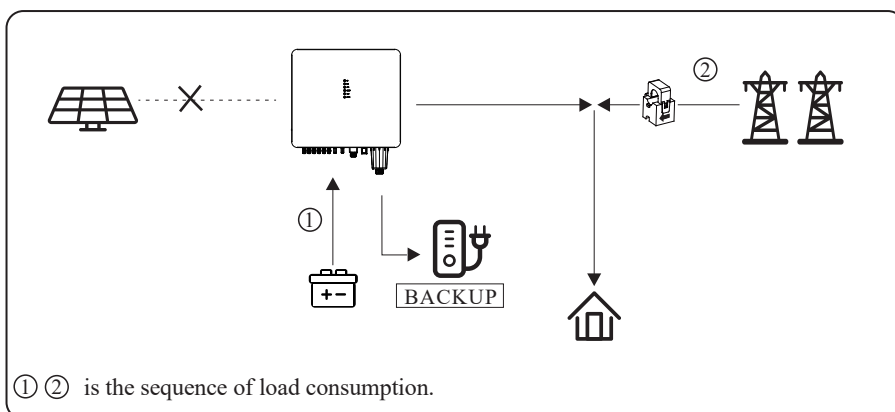 ②
①
BACKUP
① ② is the sequence of load consumption.